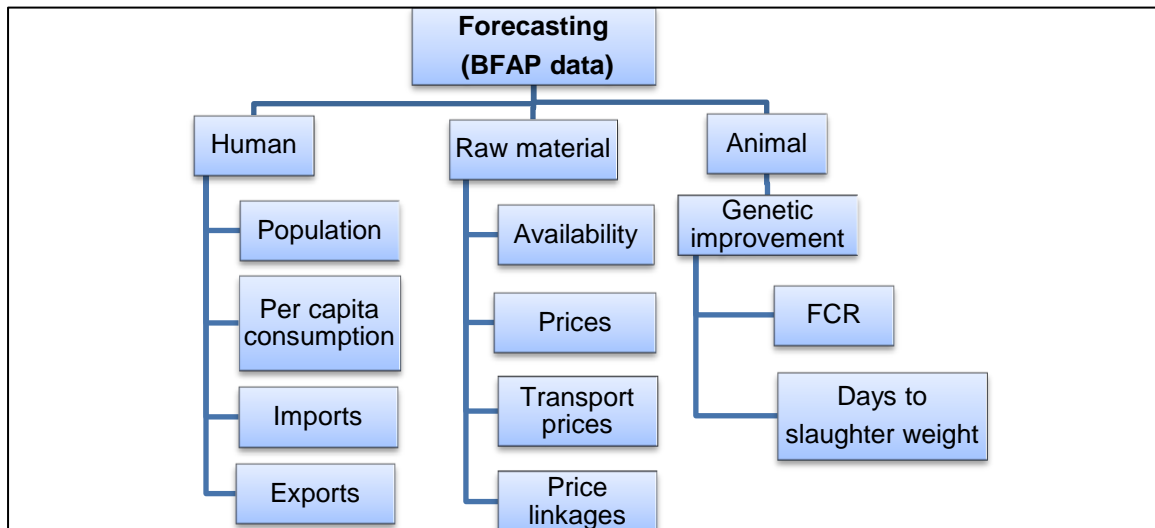 Forecasting
(BFAP data)
Human
Raw material
Animal
Population
Per capita
consumption
Imports
Exports
Availability
Prices
Transport
prices
Price
linkages
Genetic
improvement
FCR
Days to
slaughter weight